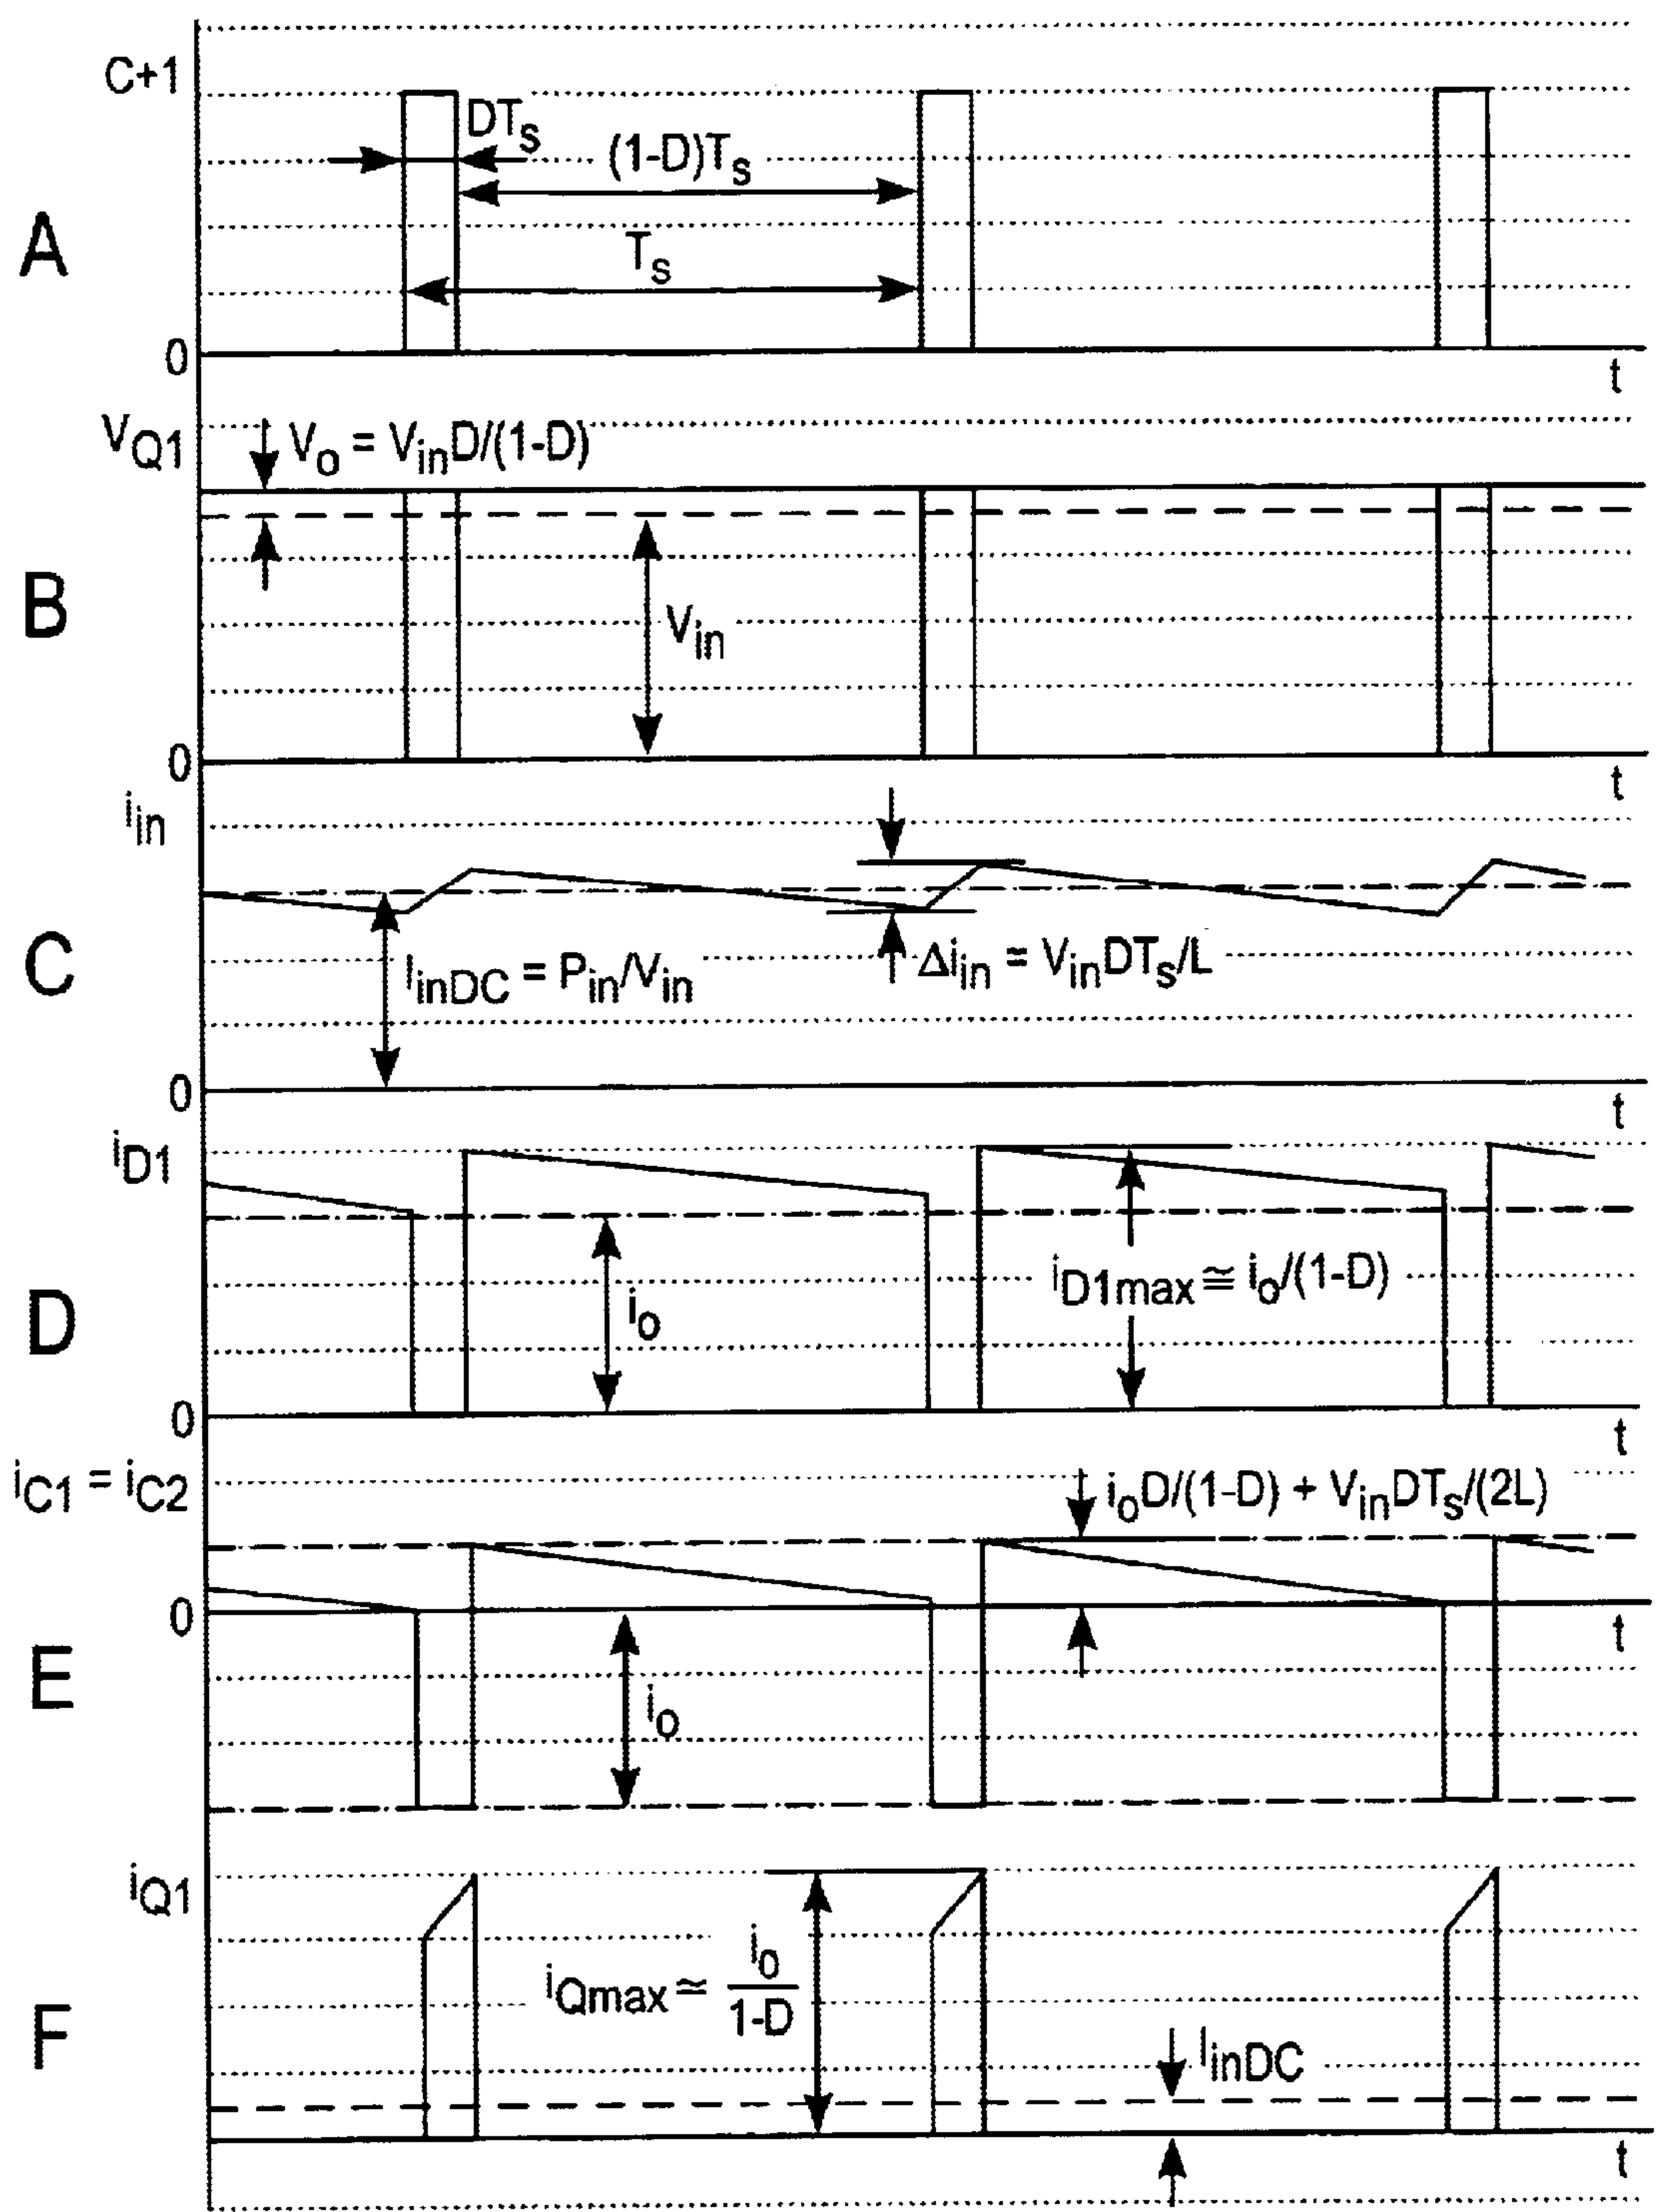 C+1
DTs
(1-D)Ts
A
Ts
0
t
VQ1
Vo = VinD/(1-D)
B
Vin
0
t
iin
C
IinDC = Pin/Vin
Δiin = VinDTs/L
0
t
iD1
D
io
iD1max ≅ io/(1-D)
0
t
iC1 = iC2
ioD/(1-D) + VinDTs/(2L)
0
t
E
io
iQ1
F
iQmax ≃ io/1-D
IinDC
t